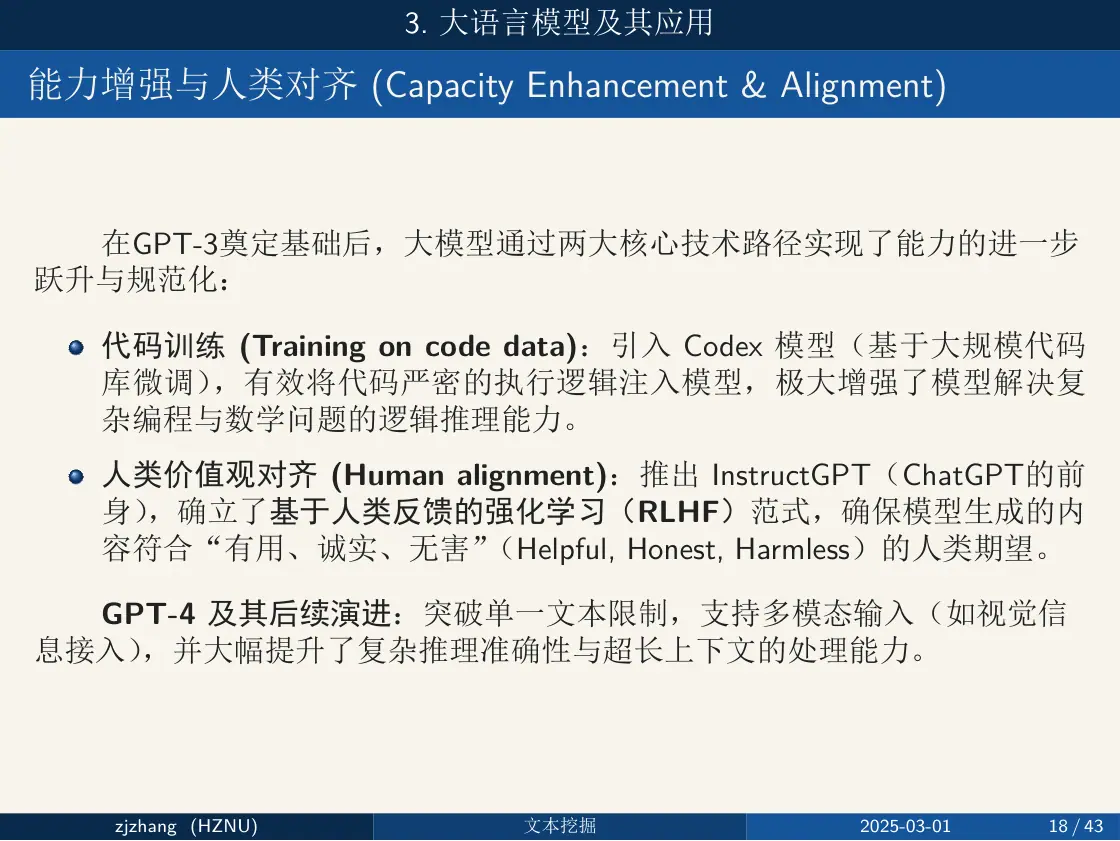 3. 大语言模型及其应用
能力增强与人类对齐 (Capacity Enhancement & Alignment)
在GPT-3奠定基础后，大模型通过两大核心技术路径实现了能力的进一步
跃升与规范化：
代码训练 (Training on code data)：引入 Codex 模型（基于大规模代码
库微调），有效将代码严密的执行逻辑注入模型，极大增强了模型解决复
杂编程与数学问题的逻辑推理能力。
人类价值观对齐 (Human alignment)：推出 InstructGPT（ChatGPT的前
身），确立了基于人类反馈的强化学习（RLHF）范式，确保模型生成的内
容符合“有用、诚实、无害”（Helpful, Honest, Harmless）的人类期望。
GPT-4 及其后续演进：突破单一文本限制，支持多模态输入（如视觉信
息接入），并大幅提升了复杂推理准确性与超长上下文的处理能力。
zjzhang (HZNU) 文本挖掘 2025-03-01 18 / 43